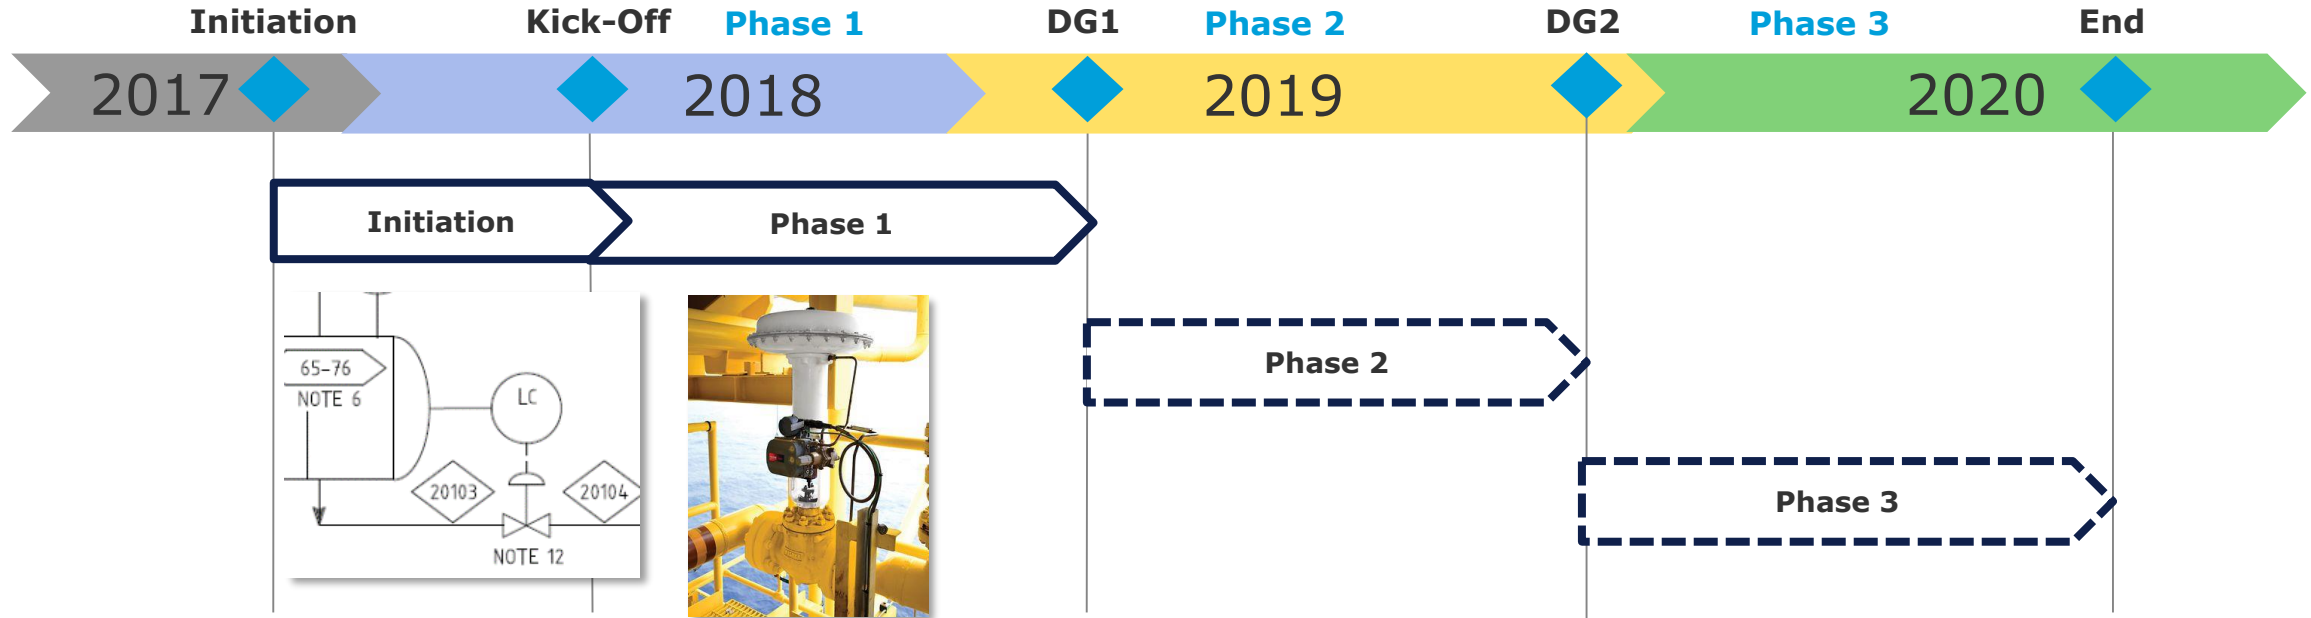 Initiation
Kick-Off
Phase 1
DG1
Phase 2
DG2
Phase 3
End
2017
2018
2019
2020
Initiation
Phase 1
65-76
NOTE 6
LC
20103
20104
NOTE 12
Phase 2
Phase 3